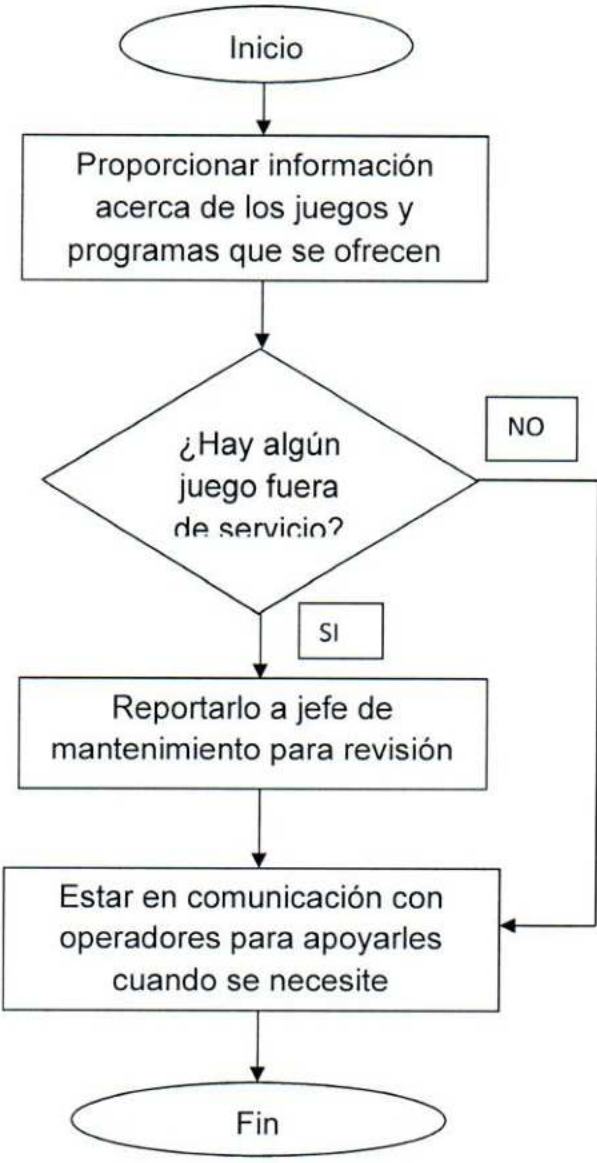 Inicio
Proporcionar información
acerca de los juegos y
programas que se ofrecen
¿Hay algún
juego fuera
de servicio?
NO
SI
Reportarlo a jefe de
mantenimiento para revisión
Estar en comunicación con
operadores para apoyarles
cuando se necesite
Fin